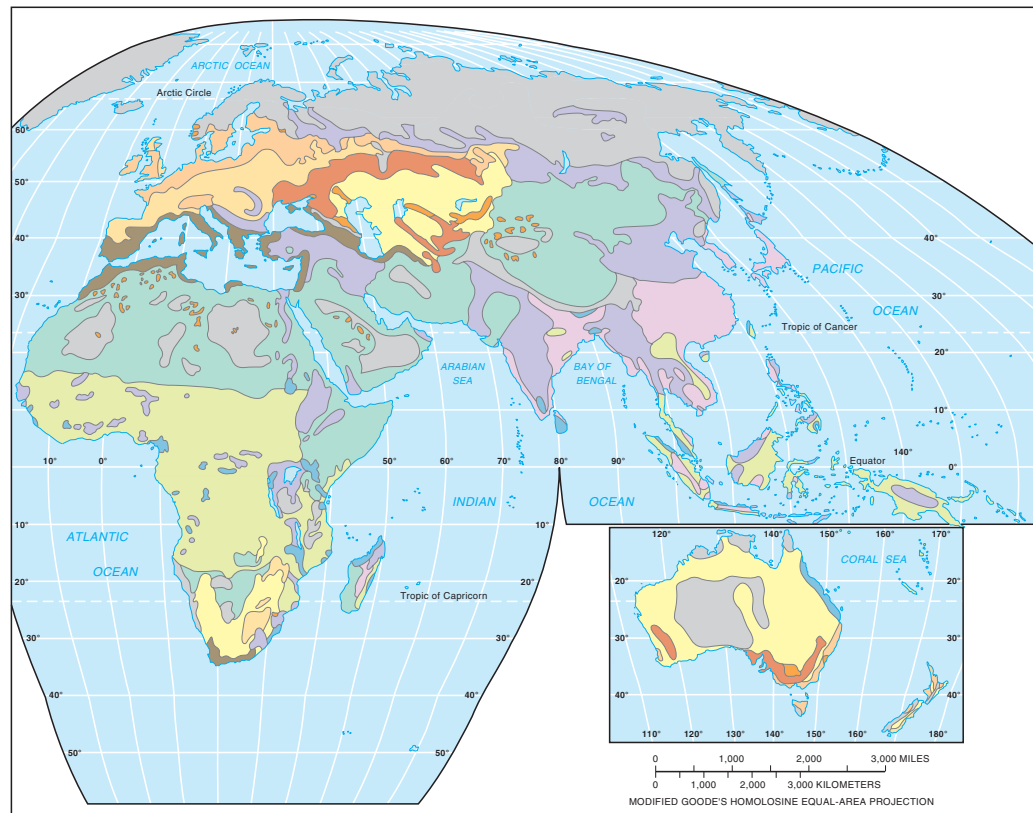 ARCTIC OCEAN
Arctic Circle
60°
50°
40°
40°
PACIFIC
30°
30°
OCEAN
Tropic of Cancer
20°
20°
ARABIAN
SEA
BAY OF
BENGAL
10°
10°
10°
0°
50°
60°
70°
80°
90°
Equator
140°
0°
INDIAN
OCEAN
10°
10°
ATLANTIC
OCEAN
120°
130°
140°
150°
160°
170°
CORAL SEA
20°
20°
20°
20°
Tropic of Capricorn
30°
30°
30°
30°
40°
40°
40°
40°
110°
120°
130°
140°
150°
160°
180°
50°
50°
0
1,000
2,000
3,000 MILES
0
1,000
2,000
3,000 KILOMETERS
MODIFIED GOODE'S HOMOLOSINE EQUAL-AREA PROJECTION